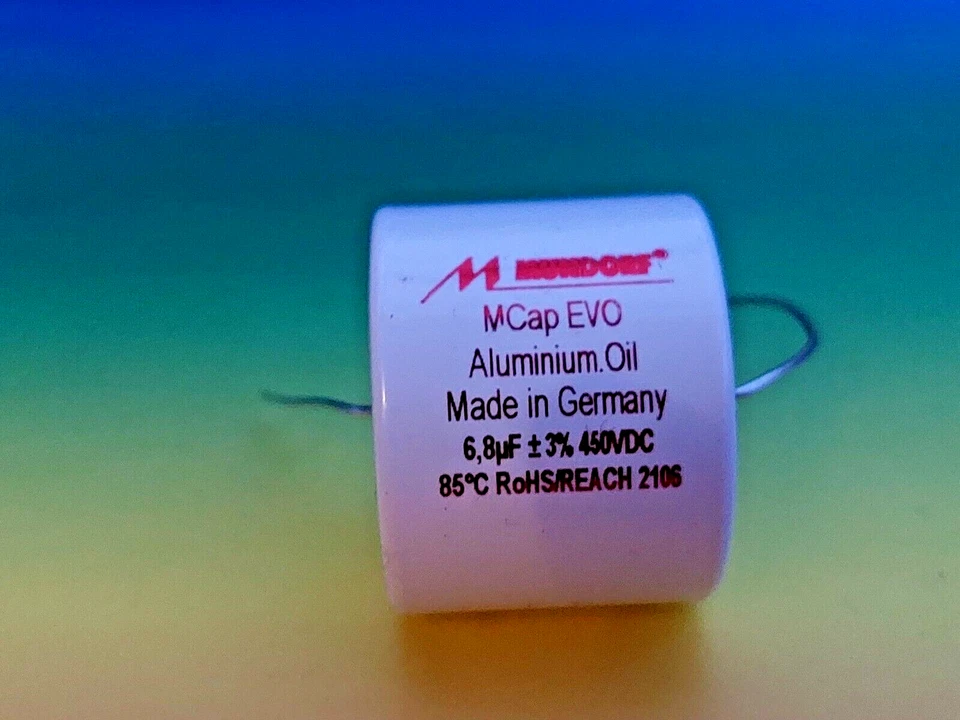 MUNDORF®
MCap EVO
Aluminium.Oil
Made in Germany
6,8µF ± 3% 450VDC
85°C RoHS/REACH 2106